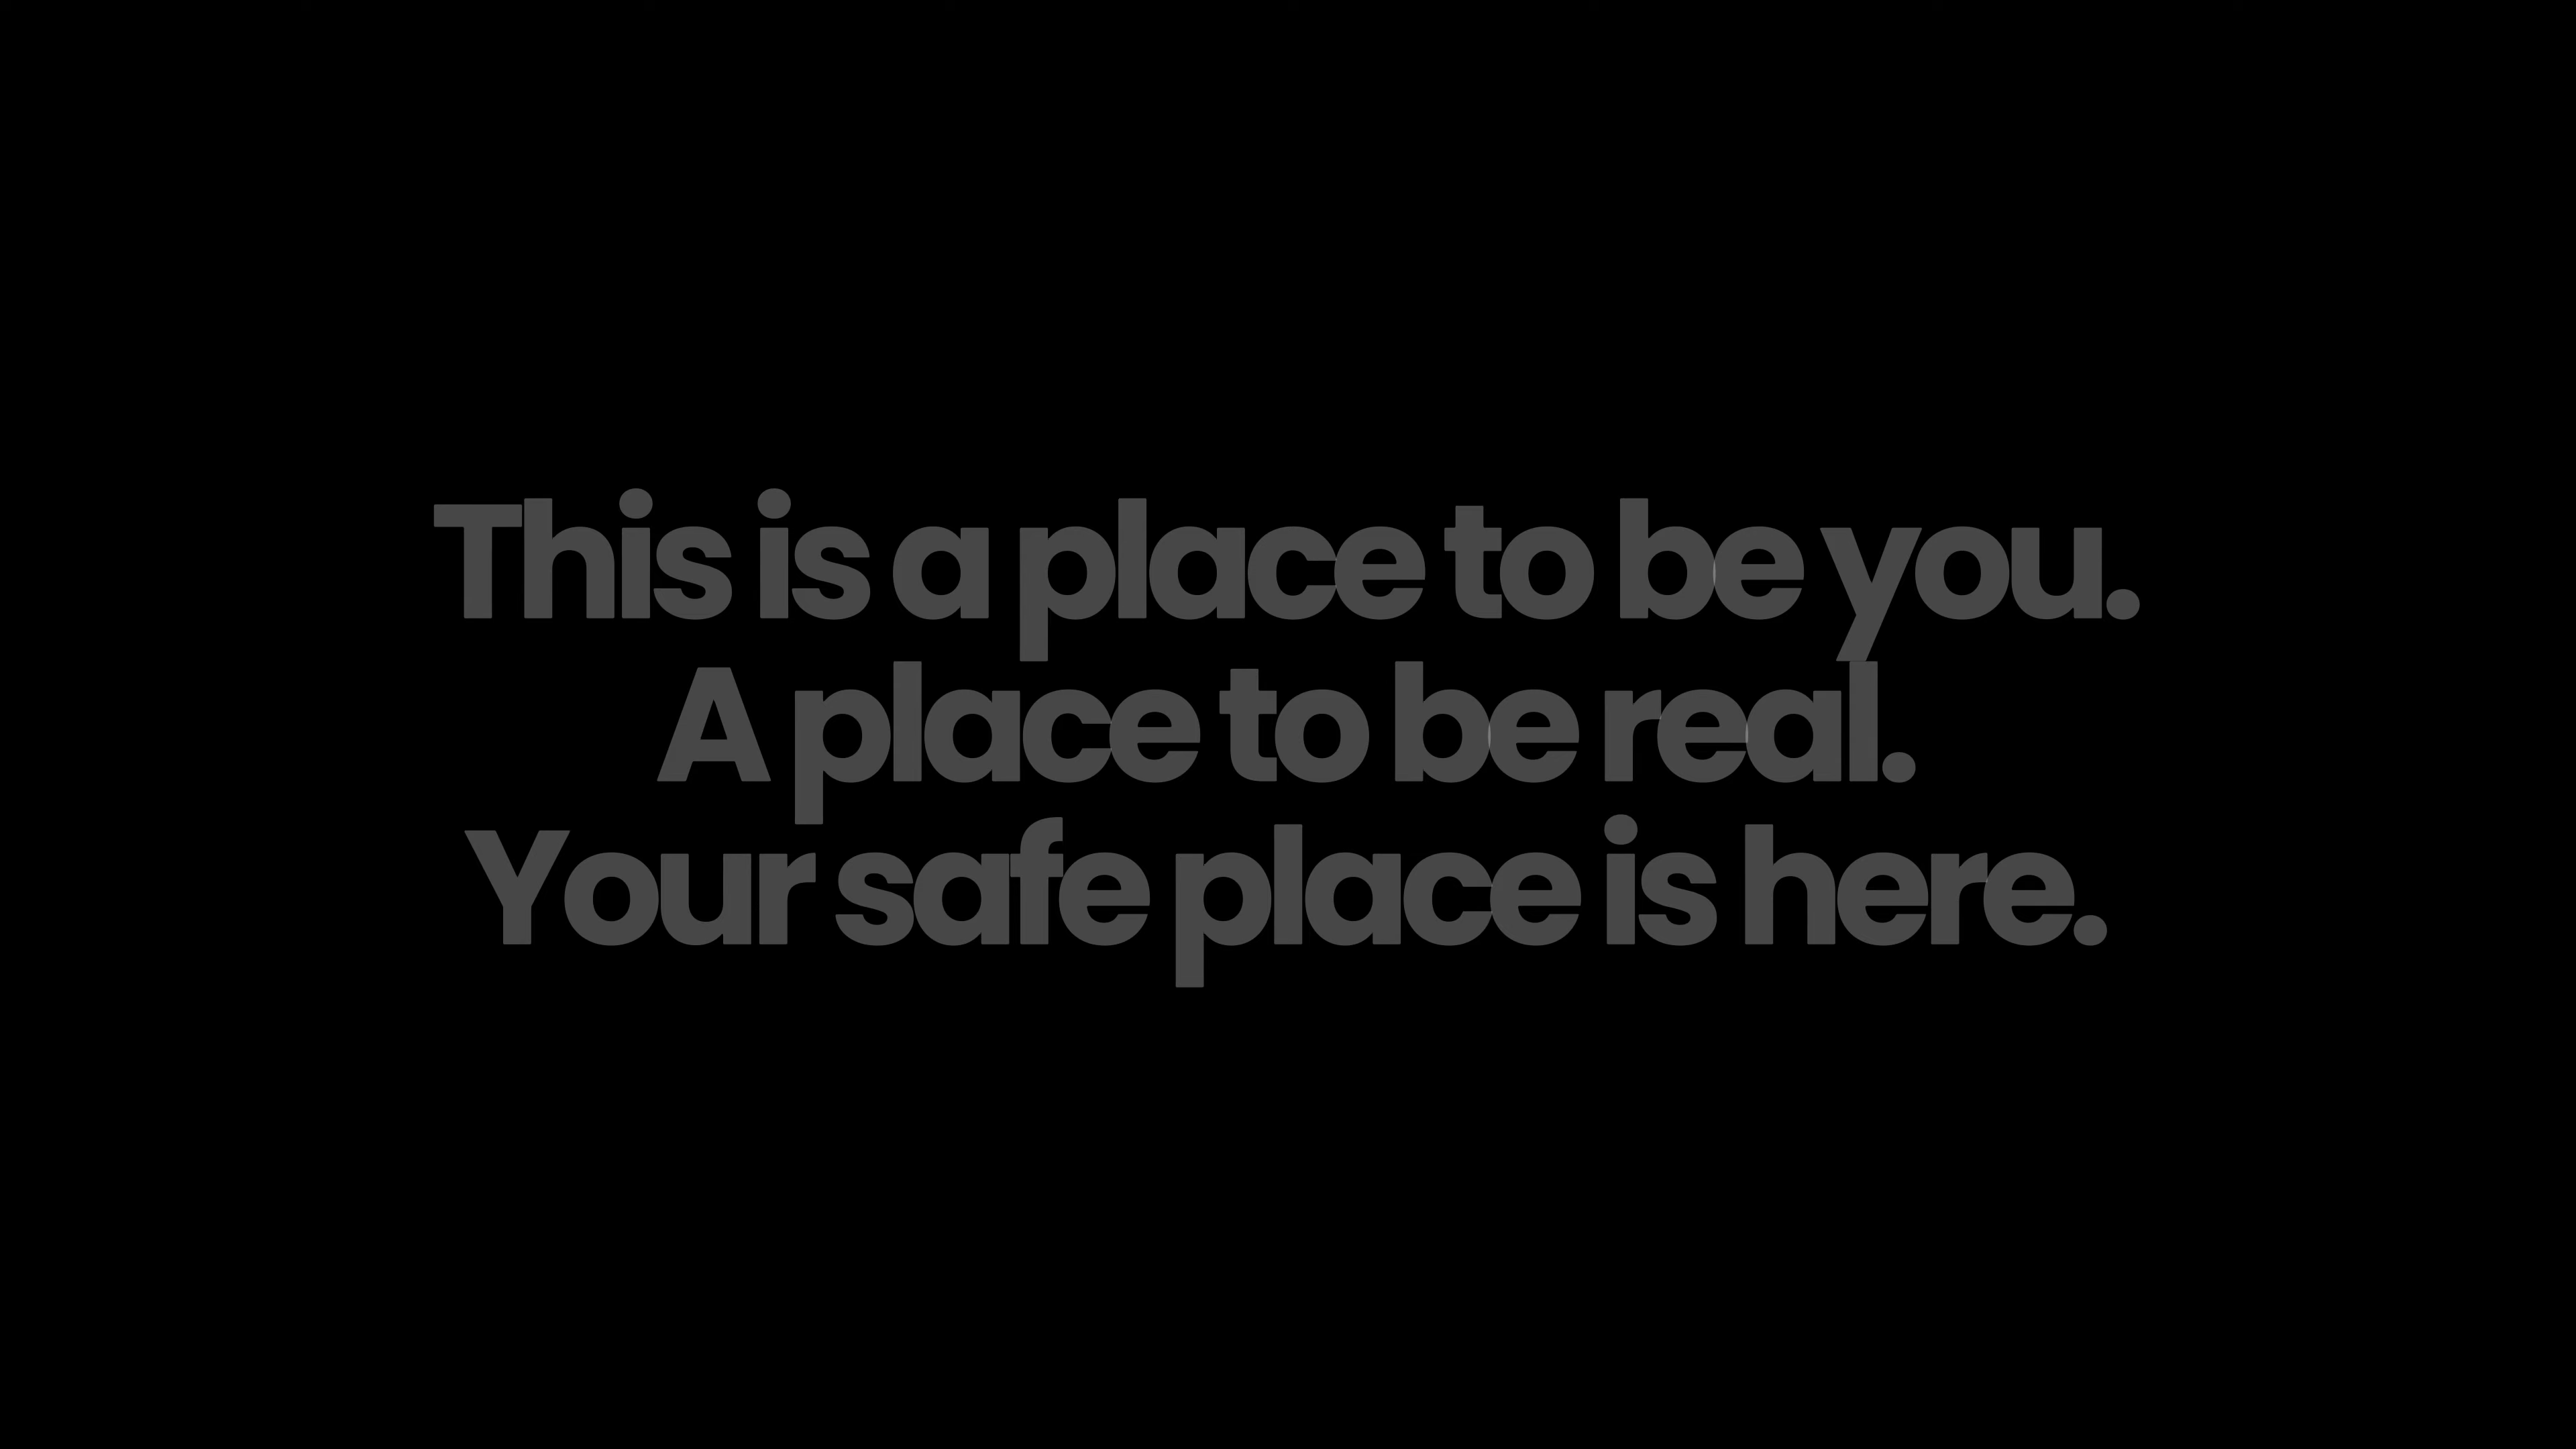 This is a place to be you.
A place to be real.
Your safe place is here.